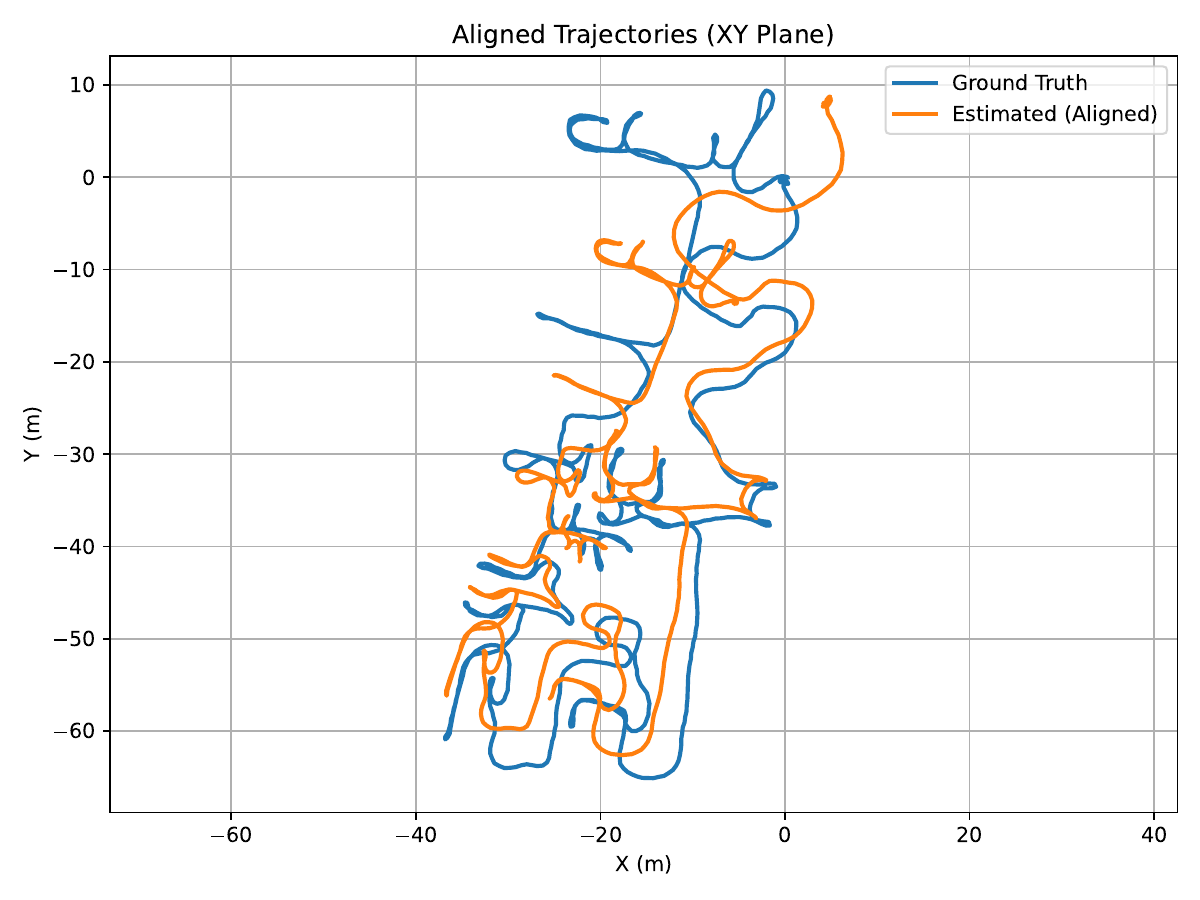 Aligned Trajectories (XY Plane)
Ground Truth
Estimated (Aligned)
10
0
−10
−20
−30
−40
−50
−60
Y (m)
−60 −40 −20 0 20 40
X (m)